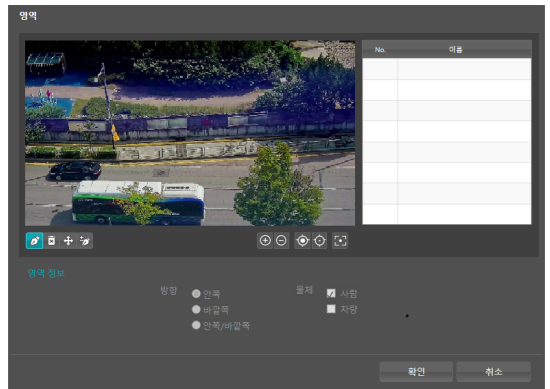 영역
No. 이름
영역 정보
방향 안쪽 물체 사람
바깥쪽 차량
안쪽/바깥쪽
확인 취소